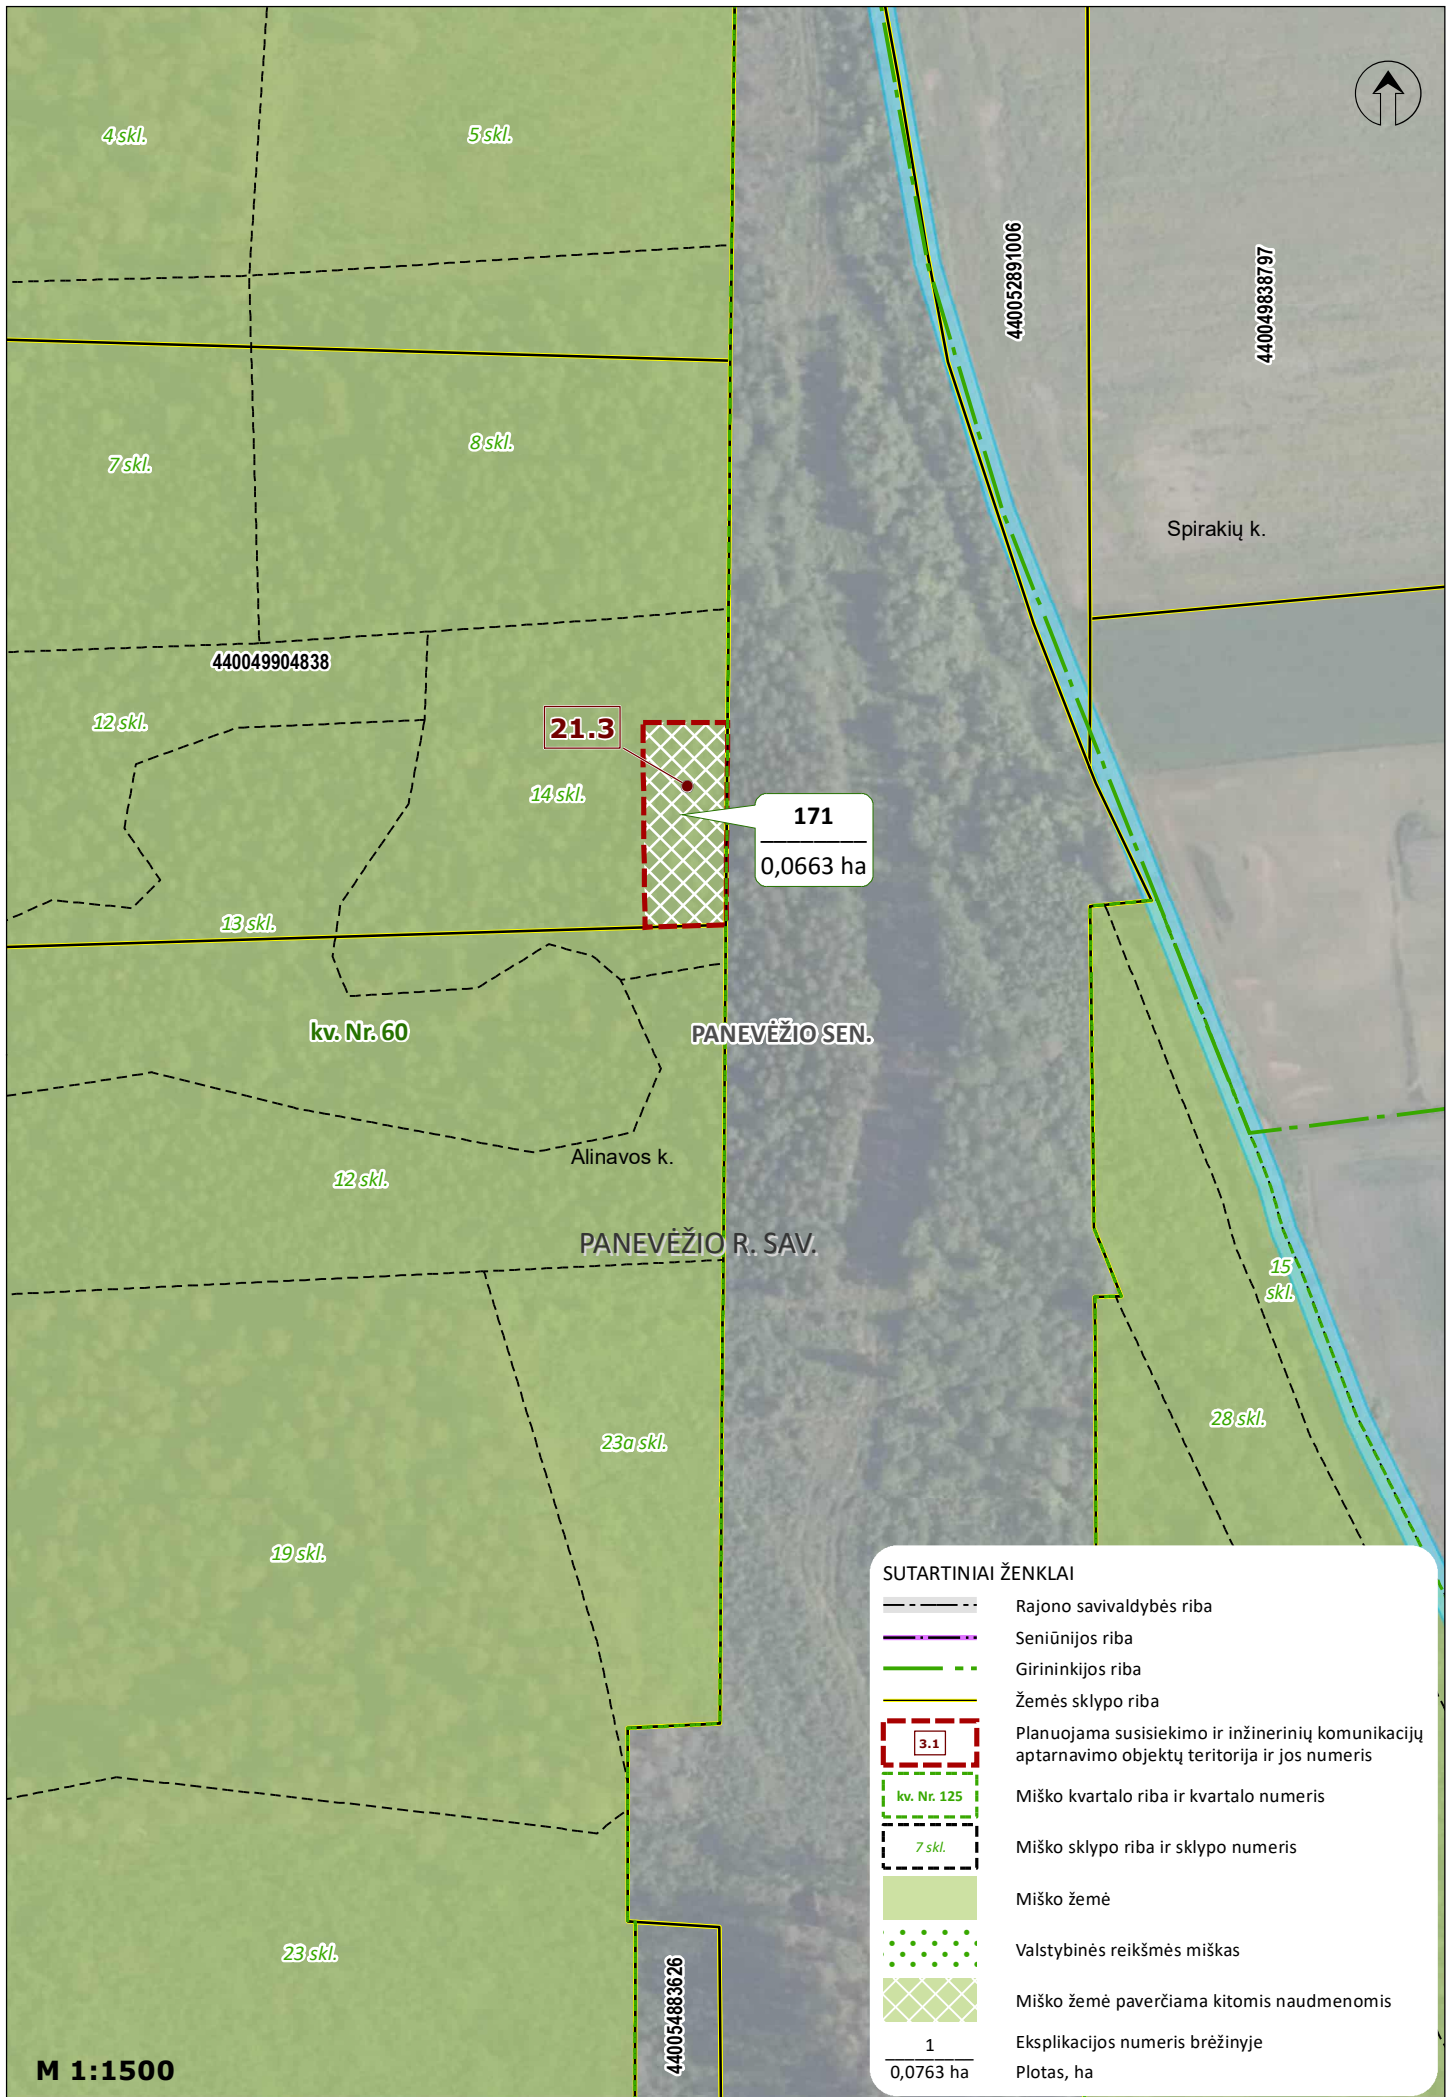 4 skl.
5 skl.
440052891006
440049838797
7 skl.
8 skl.
Spirakių k.
440049904838
12 skl.
21.3
14 skl.
171
0,0663 ha
13 skl.
kv. Nr. 60
PANEVĖŽIO SEN.
Alinavos k.
12 skl.
PANEVĖŽIO R. SAV.
15
skl.
28 skl.
23a skl.
19 skl.
23 skl.
440054883626
M 1:1500
SUTARTINIAI ŽENKLAI
Rajono savivaldybės riba
Seniūnijos riba
Girininkijos riba
Žemės sklypo riba
3.1
Planuojama susisiekimo ir inžinerinių komunikacijų
aptarnavimo objektų teritorija ir jos numeris
kv. Nr. 125
Miško kvartalo riba ir kvartalo numeris
7 skl.
Miško sklypo riba ir sklypo numeris
Miško žemė
Valstybinės reikšmės miškas
Miško žemė paverčiama kitomis naudmenomis
1
Eksplikacijos numeris brėžinyje
0,0763 ha
Plotas, ha